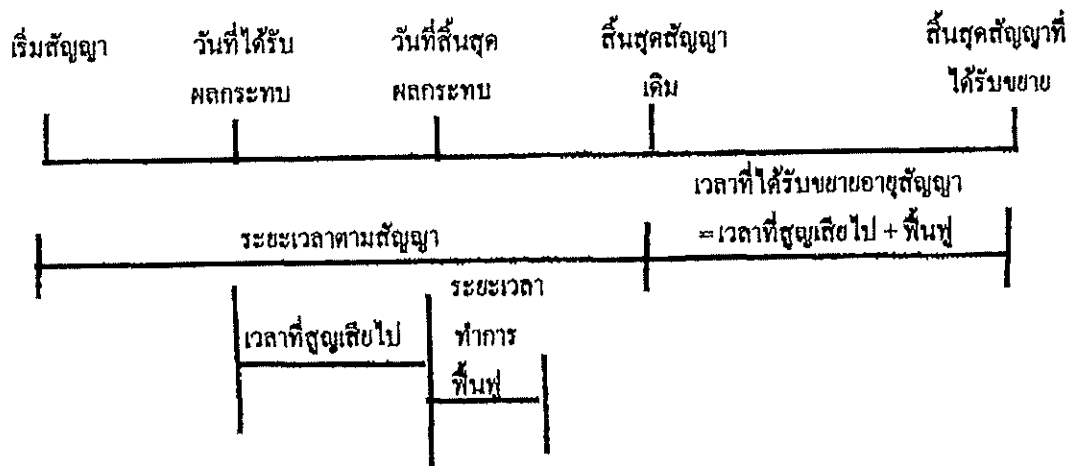 เริ่มสัญญา วันที่ได้รับ วันที่สิ้นสุด สิ้นสุดสัญญา สิ้นสุดสัญญาที่
ผลกระทบ ผลกระทบ เดิม ได้รับขยาย
เวลาที่ได้รับขยายอายุสัญญา
ระยะเวลาตามสัญญา =เวลาที่สูญเสียไป + ฟื้นฟู
ระยะเวลา
เวลาที่สูญเสียไป ทำการ
ฟื้นฟู